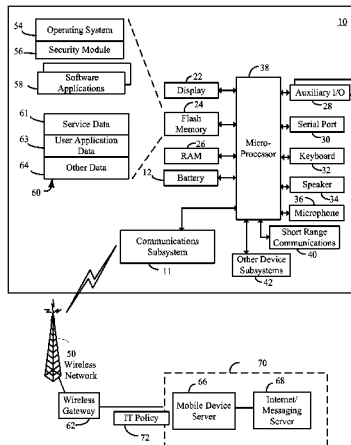 54
Operating System
56
Security Module
58
Software Applications
61
Service Data
63
User Application Data
64
Other Data
60
10
38
22
Display
24
Flash Memory
26
RAM
12
Battery
Micro-Processor
Auxiliary I/O
28
Serial Port
30
Keyboard
32
Speaker
34
36
Microphone
Short Range Communications
40
Other Device Subsystems
42
Communications Subsystem
11
50
Wireless Network
Wireless Gateway
62
IT Policy
72
70
66
Mobile Device Server
68
Internet/Messaging Server